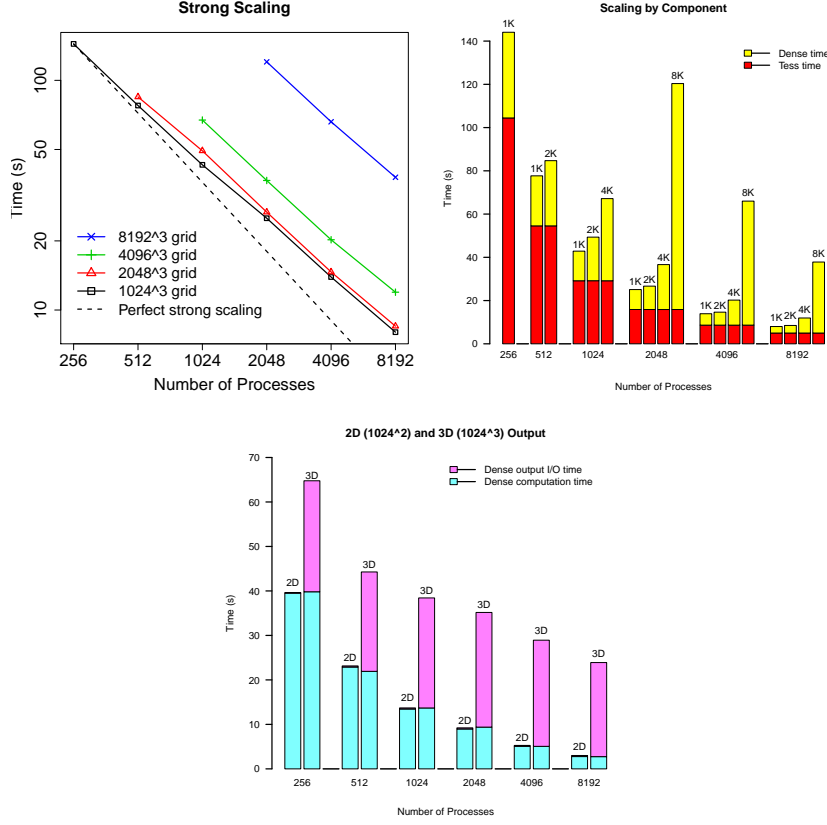 Strong Scaling
Time (s)
100
50
20
10
8192^3 grid
4096^3 grid
2048^3 grid
1024^3 grid
Perfect strong scaling
256 512 1024 2048 4096 8192
Number of Processes
Scaling by Component
Time (s)
140
120
100
80
60
40
20
0
Dense time
Tess time
1K
1K 2K
1K 2K 4K
1K 2K 4K 8K
1K 2K 4K 8K
1K 2K 4K 8K
256 512 1024 2048 4096 8192
Number of Processes
2D (1024^2) and 3D (1024^3) Output
Time (s)
70
60
50
40
30
20
10
0
Dense output I/O time
Dense computation time
2D 3D
2D 3D
2D 3D
2D 3D
2D 3D
2D 3D
256 512 1024 2048 4096 8192
Number of Processes